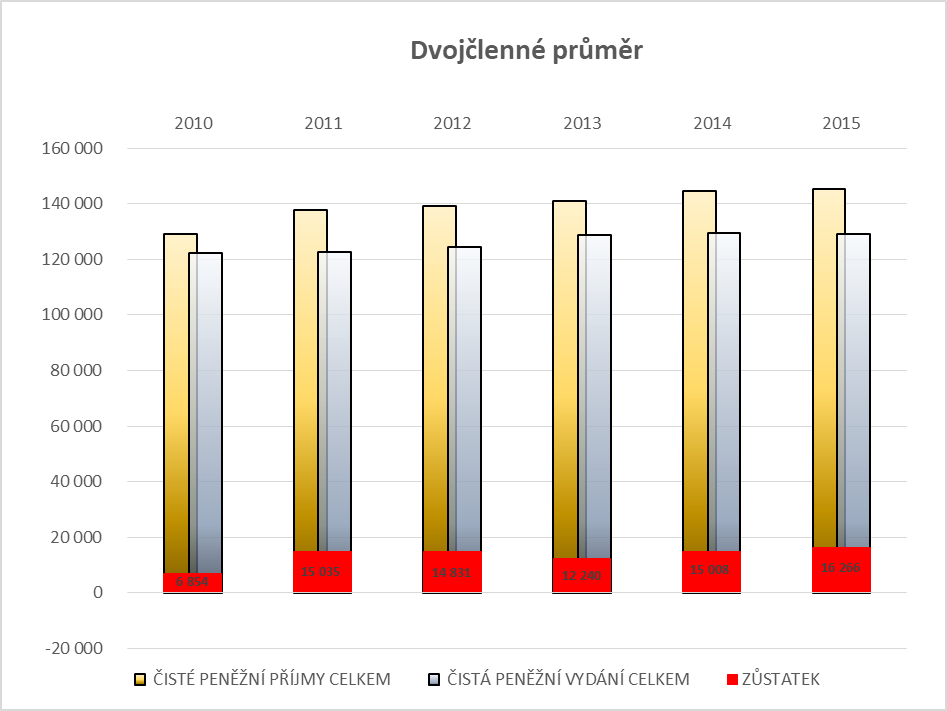 Dvojčlenné průměr
2010 2011 2012 2013 2014 2015
160 000
140 000
120 000
100 000
80 000
60 000
40 000
20 000
0
-20 000
6 854 15 035 14 831 12 240 15 008 16 266
ČISTÉ PENĚŽNÍ PŘÍJMY CELKEM ČISTÁ PENĚŽNÍ VYDÁNÍ CELKEM ZŮSTATEK